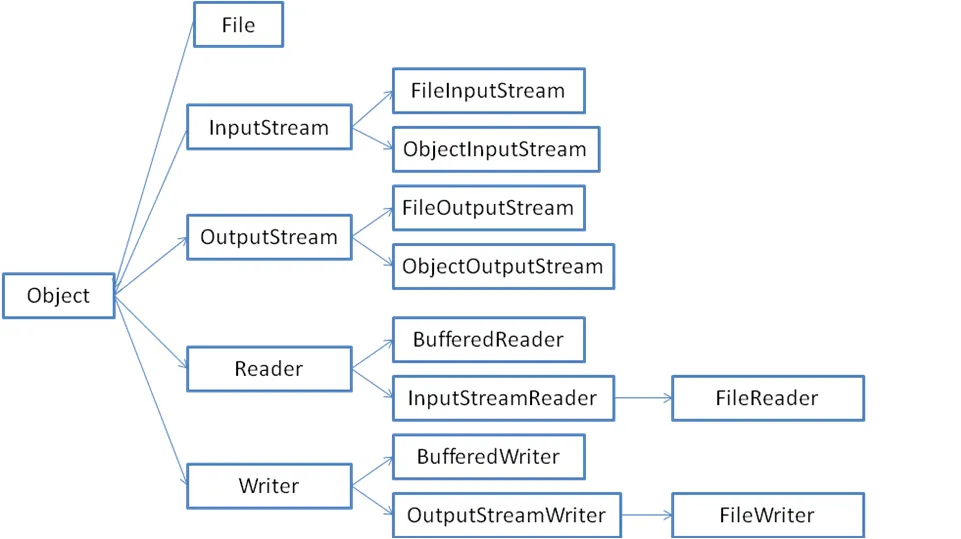 File
FileInputStream
InputStream
ObjectInputStream
FileOutputStream
OutputStream
ObjectOutputStream
Object
BufferedReader
Reader
InputStreamReader
FileReader
BufferedWriter
Writer
OutputStreamWriter
FileWriter